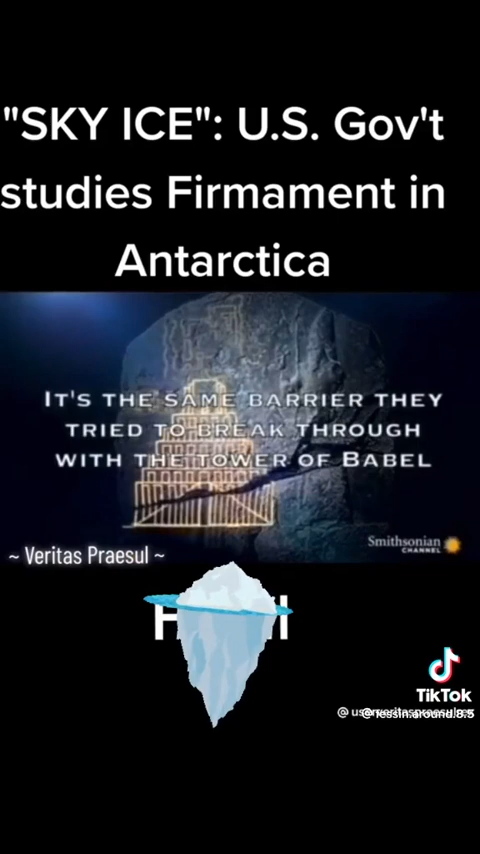 "SKY ICE": U.S. Gov't
studies Firmament in
Antarctica
IT'S THE SAME BARRIER THEY
TRIED TO BREAK THROUGH
WITH THE TOWER OF BABEL
Smithsonian
CHANNEL
~ Veritas Praesul ~
TikTok